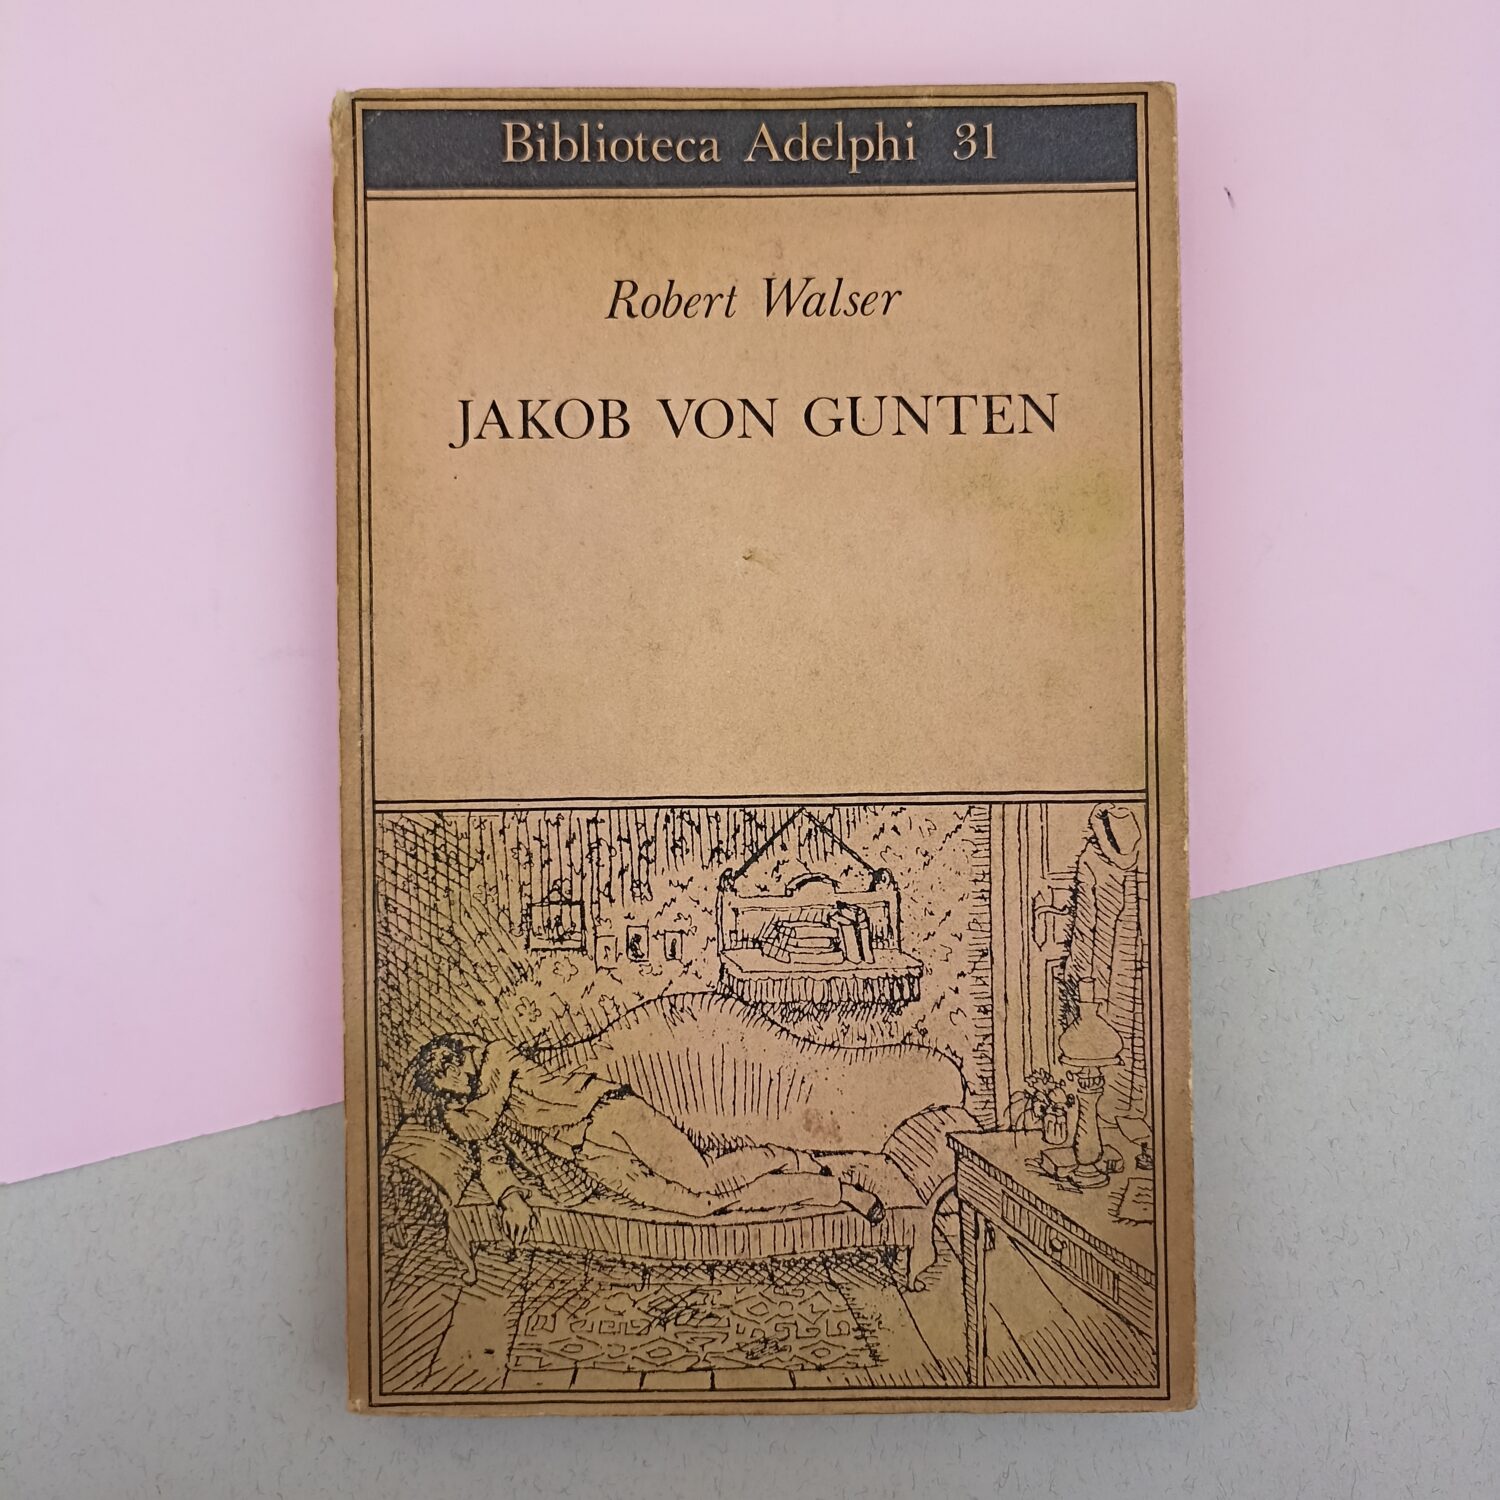 Biblioteca Adelphi 31
Robert Walser
JAKOB VON GUNTEN